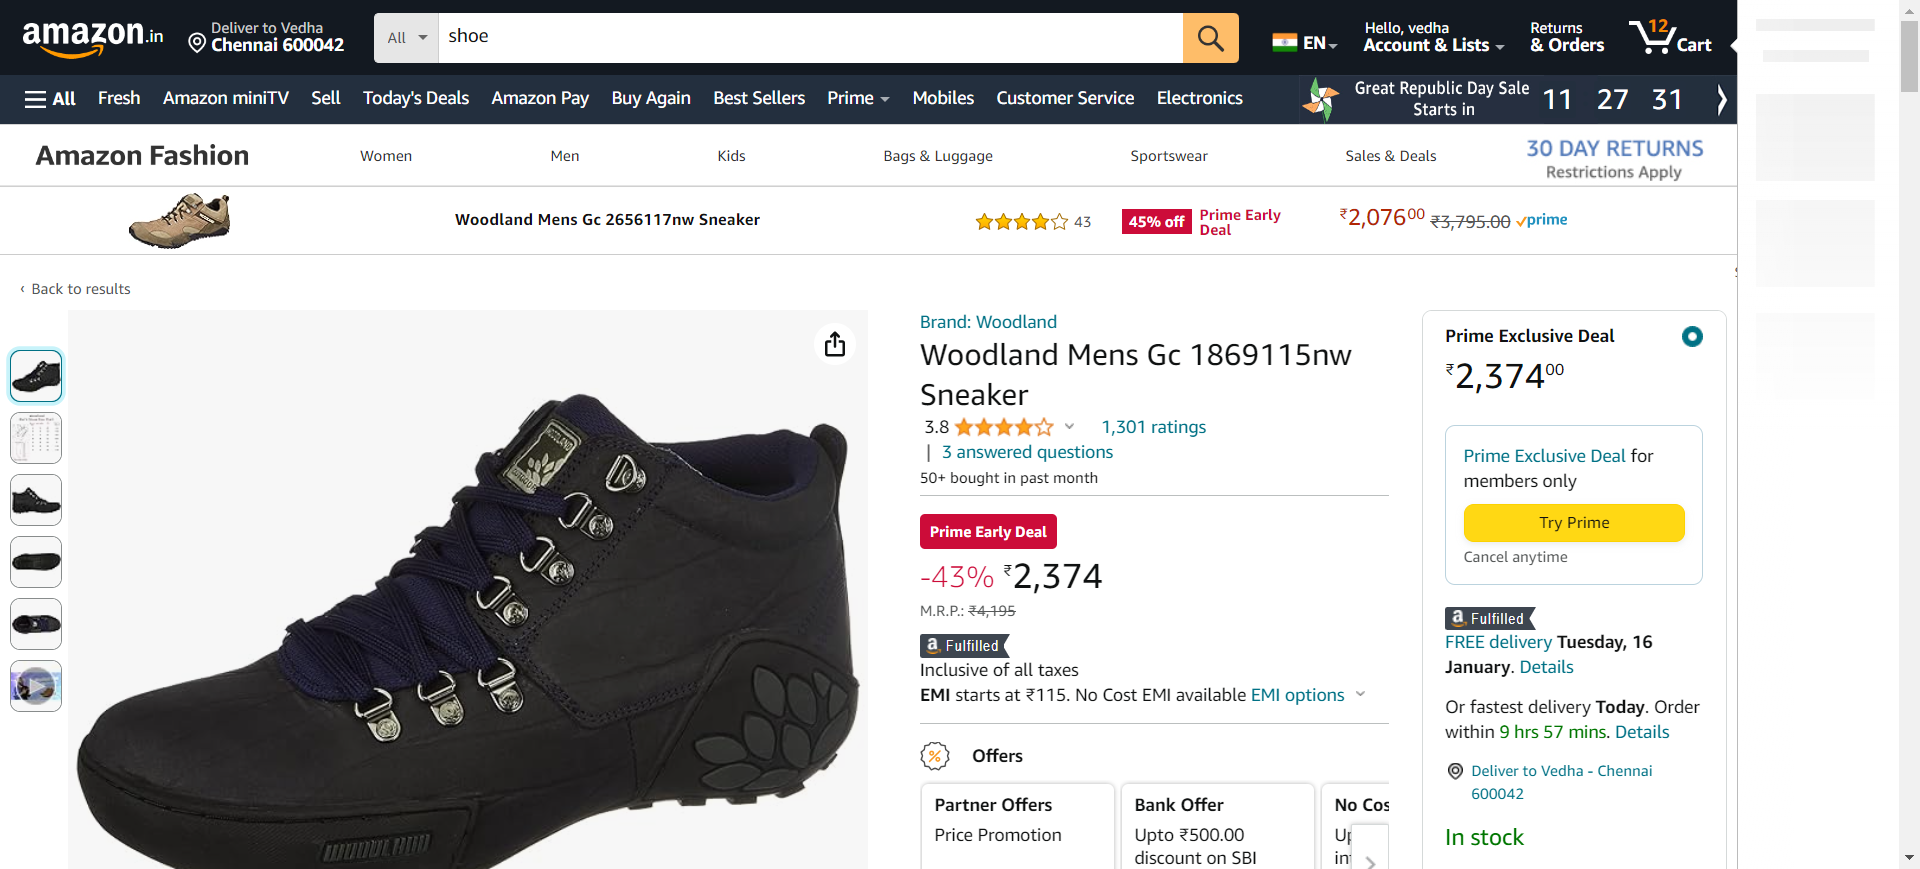 amazon.in
Deliver to Vedha
Chennai 600042
All
shoe
EN
Hello, vedha
Account & Lists
Returns
& Orders
12
Cart
All
Fresh
Amazon miniTV
Sell
Today's Deals
Amazon Pay
Buy Again
Best Sellers
Prime
Mobiles
Customer Service
Electronics
Great Republic Day Sale
Starts in
11 27 31
Amazon Fashion
Women
Men
Kids
Bags & Luggage
Sportswear
Sales & Deals
30 DAY RETURNS
Restrictions Apply
Woodland Mens Gc 2656117nw Sneaker
43
45% off
Prime Early
Deal
₹2,07600 ₹3,795.00 prime
‹ Back to results
Brand: Woodland
Woodland Mens Gc 1869115nw
Sneaker
3.8
1,301 ratings
| 3 answered questions
50+ bought in past month
Prime Early Deal
-43% ₹2,374
M.R.P.: ₹4,195
a Fulfilled
Inclusive of all taxes
EMI starts at ₹115. No Cost EMI available EMI options
% Offers
Partner Offers
Price Promotion
Bank Offer
Upto ₹500.00
discount on SBI
No Cos
WOODLAND
WOODLAND
Prime Exclusive Deal
₹2,37400
Prime Exclusive Deal for
members only
Try Prime
Cancel anytime
a Fulfilled
FREE delivery Tuesday, 16
January. Details
Or fastest delivery Today. Order
within 9 hrs 57 mins. Details
Deliver to Vedha - Chennai
600042
In stock